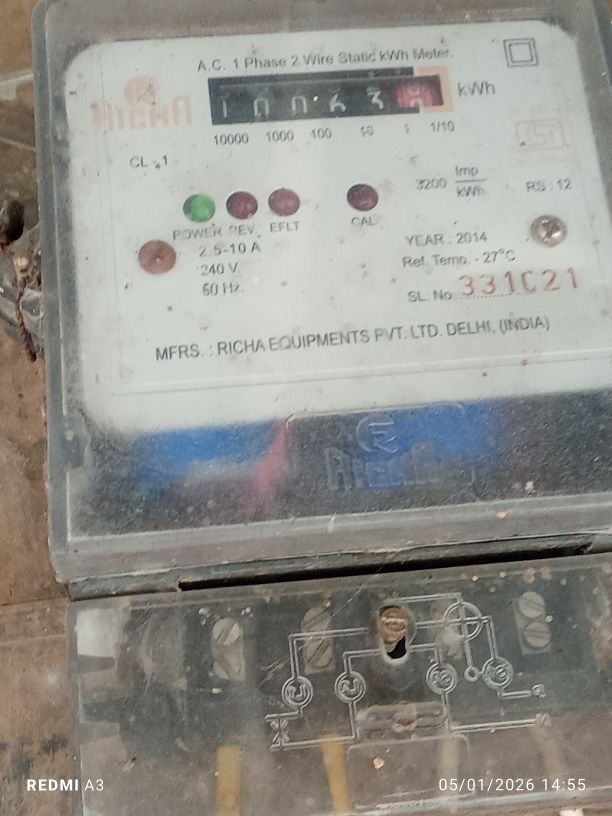 A.C. 1 Phase 2 Wire Static kWh Meter.
RICHA
kWh
10000 1000 100 10 1 1/10
CL.1
3200 Imp/kWh
RS : 12
POWER REV. EFLT CAL
2.5-10 A
240 V.
50 Hz.
YEAR : 2014
Ref. Temp. - 27°C
SL. No. 331021
MFRS. : RICHA EQUIPMENTS PVT. LTD. DELHI, (INDIA)
RICHA
REDMI A3
05/01/2026 14:55